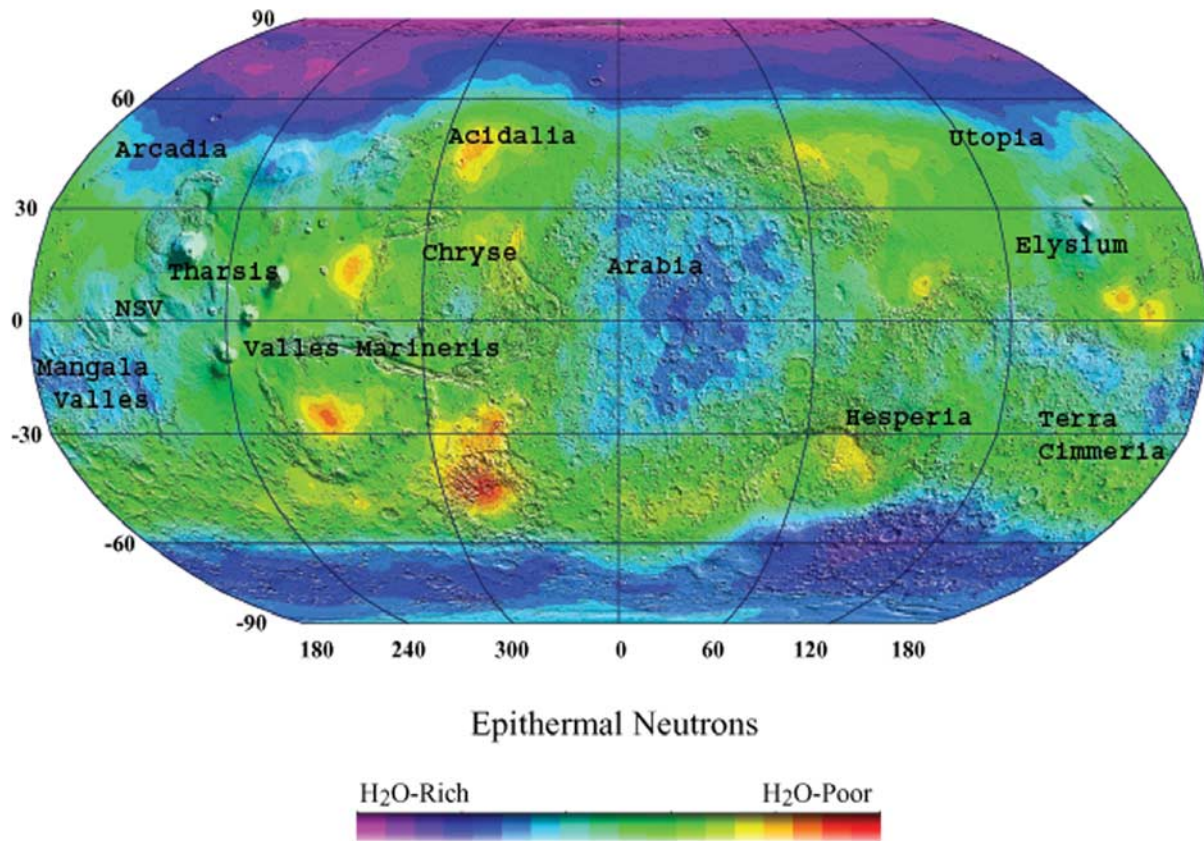 90
60
Arcadia
Acidalia
Utopia
30
Chryse
Elysium
Tharsis
Arabia
NSV
0
Valles Marineris
Mangala
Valles
Hesperia
Terra
Cimmeria
-30
-60
-90
180 240 300 0 60 120 180
Epithermal Neutrons
H₂O-Rich H₂O-Poor